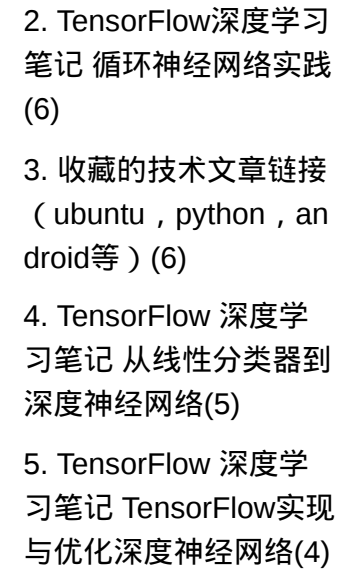 2. TensorFlow深度学习
笔记 循环神经网络实践
(6)
3. 收藏的技术文章链接
（ubuntu，python，an
droid等）(6)
4. TensorFlow 深度学
习笔记 从线性分类器到
深度神经网络(5)
5. TensorFlow 深度学
习笔记 TensorFlow实现
与优化深度神经网络(4)